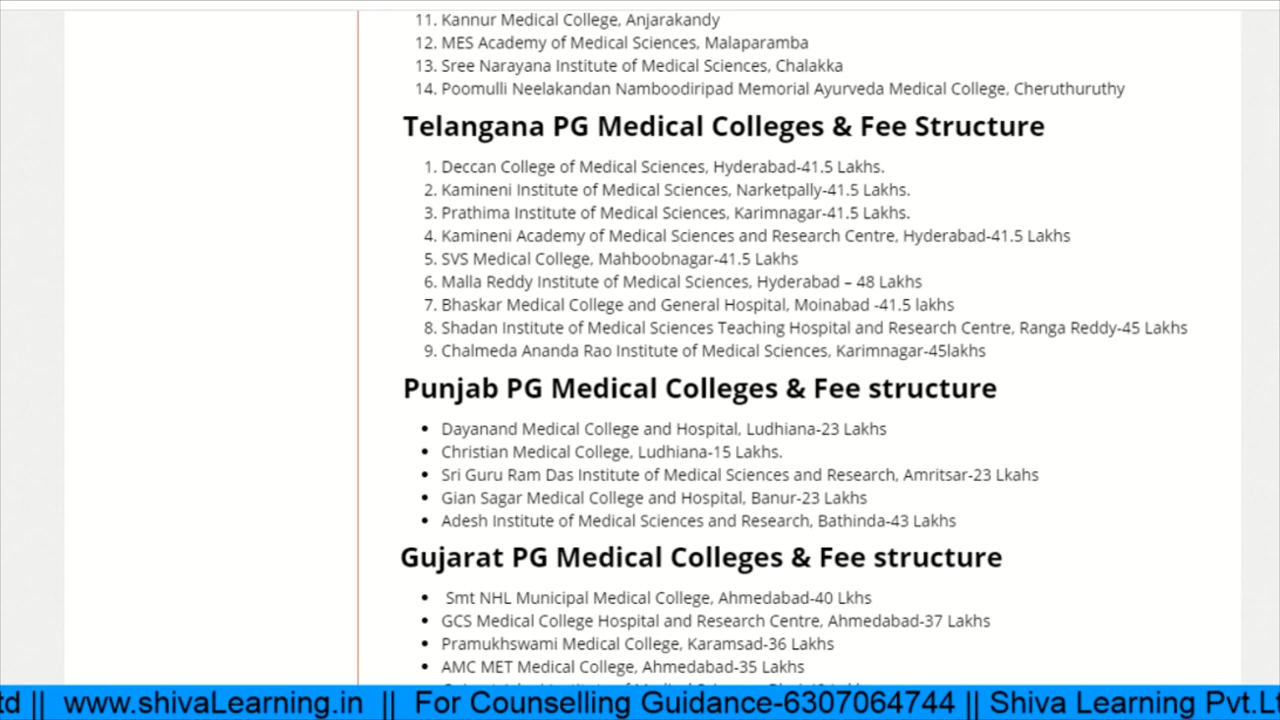 11. Kannur Medical College, Anjarakandy
12. MES Academy of Medical Sciences, Malaparamba
13. Sree Narayana Institute of Medical Sciences, Chalakka
14. Poomulli Neelakandan Namboodiripad Memorial Ayurveda Medical College, Cheruthuruthy
Telangana PG Medical Colleges & Fee Structure
1. Deccan College of Medical Sciences, Hyderabad-41.5 Lakhs.
2. Kamineni Institute of Medical Sciences, Narketpally-41.5 Lakhs.
3. Prathima Institute of Medical Sciences, Karimnagar-41.5 Lakhs.
4. Kamineni Academy of Medical Sciences and Research Centre, Hyderabad-41.5 Lakhs
5. SVS Medical College, Mahboobnagar-41.5 Lakhs
6. Malla Reddy Institute of Medical Sciences, Hyderabad – 48 Lakhs
7. Bhaskar Medical College and General Hospital, Moinabad -41.5 lakhs
8. Shadan Institute of Medical Sciences Teaching Hospital and Research Centre, Ranga Reddy-45 Lakhs
9. Chalmeda Ananda Rao Institute of Medical Sciences, Karimnagar-45lakhs
Punjab PG Medical Colleges & Fee structure
• Dayanand Medical College and Hospital, Ludhiana-23 Lakhs
• Christian Medical College, Ludhiana-15 Lakhs.
• Sri Guru Ram Das Institute of Medical Sciences and Research, Amritsar-23 Lkahs
• Gian Sagar Medical College and Hospital, Banur-23 Lakhs
• Adesh Institute of Medical Sciences and Research, Bathinda-43 Lakhs
Gujarat PG Medical Colleges & Fee structure
• Smt NHL Municipal Medical College, Ahmedabad-40 Lkhs
• GCS Medical College Hospital and Research Centre, Ahmedabad-37 Lakhs
• Pramukhswami Medical College, Karamsad-36 Lakhs
• AMC MET Medical College, Ahmedabad-35 Lakhs
td || www.shivaLearning.in || For Counselling Guidance-6307064744 || Shiva Learning Pvt.Lt